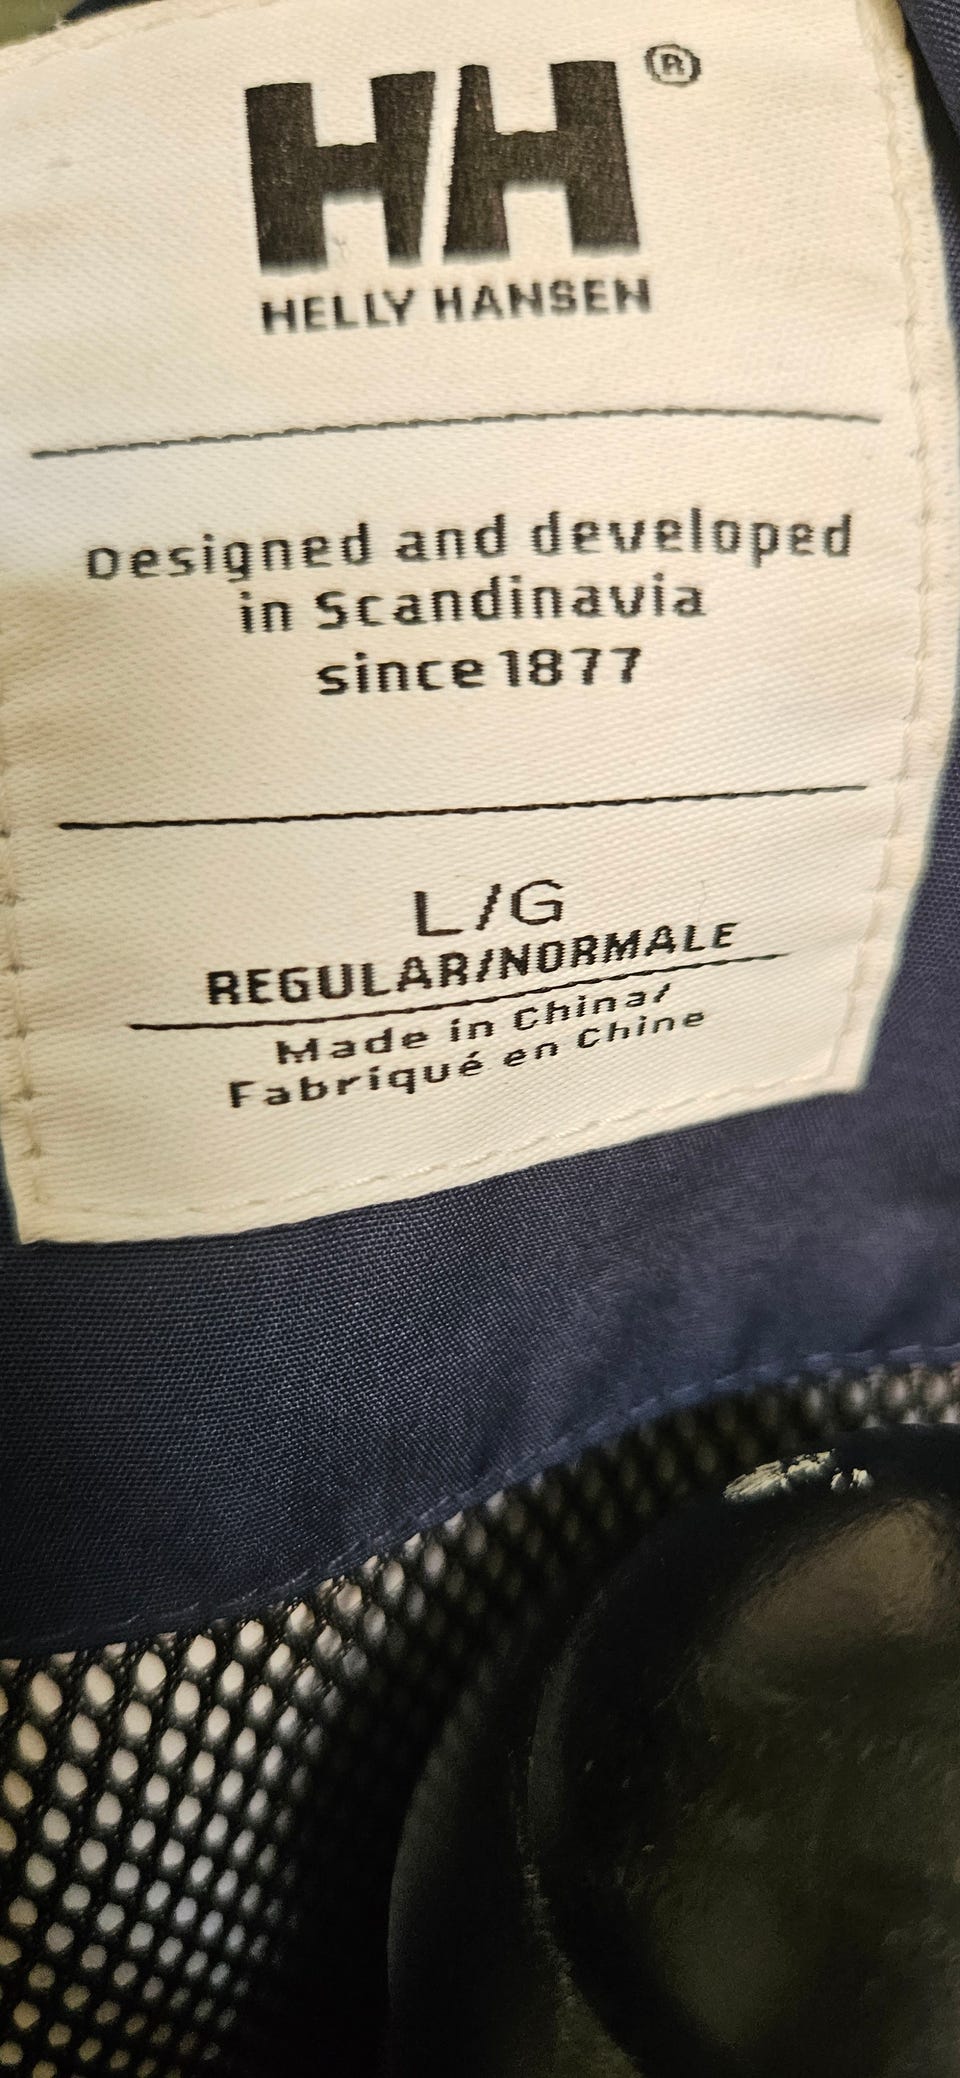 HH®
HELLY HANSEN
Designed and developed
in Scandinavia
since 1877
L/G
REGULAR/NORMALE
Made in China/
Fabriqué en Chine